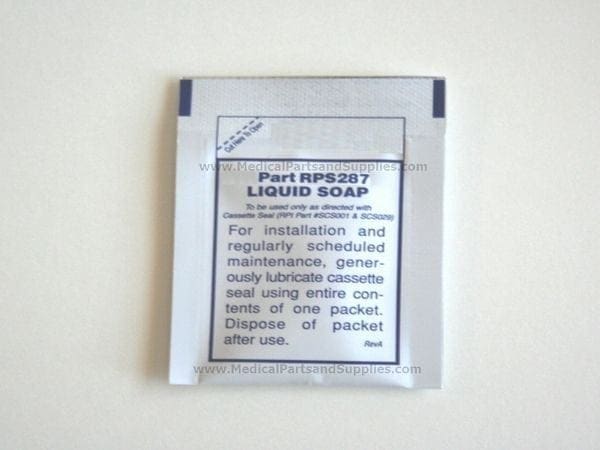 Cut Here To Open
www.MedicalPartsandSupplies.com
Part RPS287
LIQUID SOAP
To be used only as directed with
Cassette Seal (RPI Part #SCS001 & SCS029)
For installation and
regularly scheduled
maintenance, gener-
ously lubricate cassette
seal using entire con-
tents of one packet.
Dispose of packet
after use.
RevA
www.MedicalPartsandSupplies.com